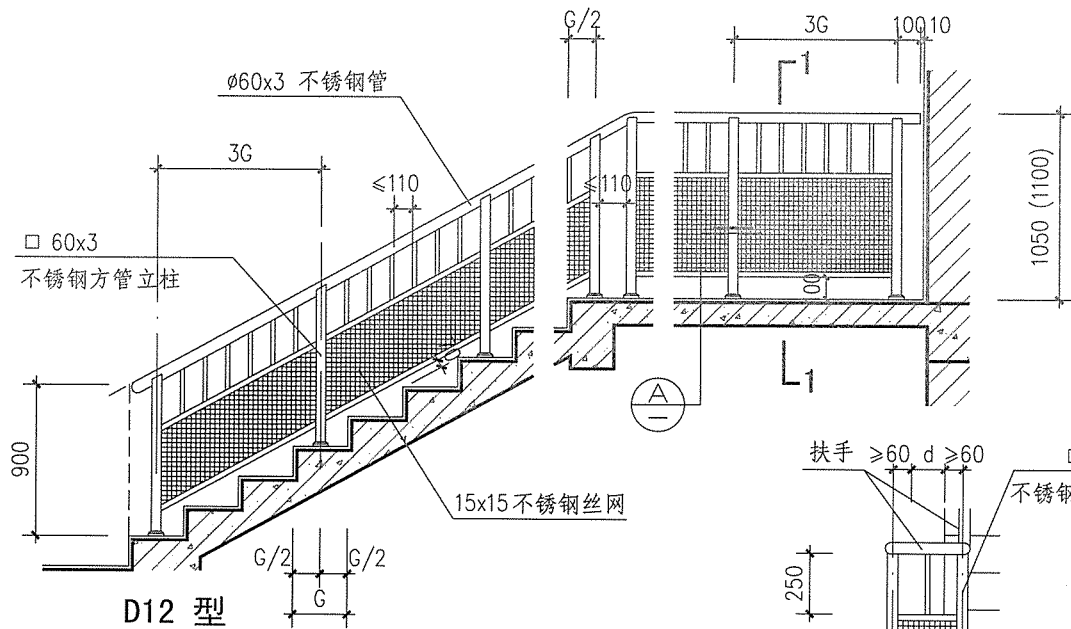 G/2
3G
100
10
1
ø60x3 不锈钢管
3G
≤110
≤110
□ 60x3
不锈钢方管立柱
1050 (1100)
1
A
900
扶手 ≥60 d ≥60
不锈钢
15x15不锈钢丝网
G/2
G/2
G
250
D12 型